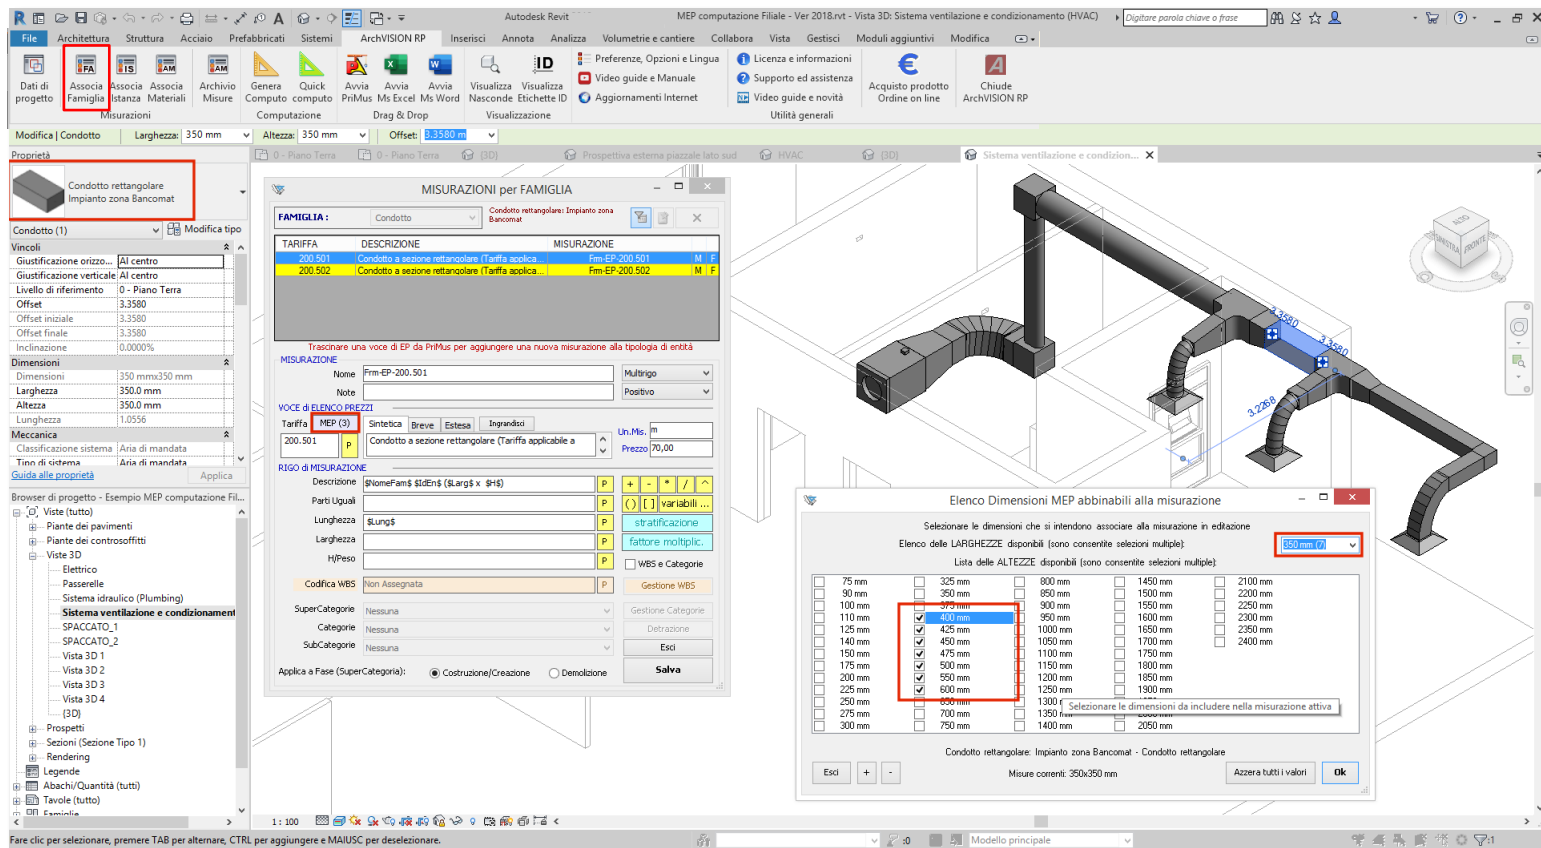 Autodesk Revit
MEP computazione Filiale - Ver 2018.rvt - Vista 3D: Sistema ventilazione e condizionamento (HVAC)
Digitare parola chiave o frase
File Architettura Struttura Acciaio Prefabbricati Sistemi ArchVISION RP Inserisci Annota Analizza Volumetrie e cantiere Collabora Vista Gestisci Moduli aggiuntivi Modifica
Dati di progetto
Associa Famiglia
Associa Istanza
Associa Materiali
Archivio Misure
Genera Computo
Quick computo
Avvia PriMus
Avvia Ms Excel
Avvia Ms Word
Visualizza Nasconde
Visualizza Etichette ID
Preferenze, Opzioni e Lingua
Video guide e Manuale
Aggiornamenti Internet
Licenza e informazioni
Supporto ed assistenza
Video guide e novità
Acquisto prodotto Ordine on line
Chiude ArchVISION RP
Misurazioni Computazione Drag & Drop Visualizzazione Utilità generali
Modifica | Condotto Larghezza: 350 mm Altezza: 350 mm Offset: 3.3580 m
Proprietà
0 - Piano Terra 0 - Piano Terra {3D} Prospettiva esterna piazzale lato sud HVAC {3D} Sistema ventilazione e condizion...
Condotto rettangolare
Impianto zona Bancomat
Condotto (1) Modifica tipo
Vincoli
Giustificazione orizzo... Al centro
Giustificazione verticale Al centro
Livello di riferimento 0 - Piano Terra
Offset 3.3580
Offset iniziale 3.3580
Offset finale 3.3580
Inclinazione 0.0000%
Dimensioni
Dimensioni 350 mmx350 mm
Larghezza 350.0 mm
Altezza 350.0 mm
Lunghezza 1.0556
Meccanica
Classificazione sistema Aria di mandata
Tipo di sistema Aria di mandata
Guida alle proprietà Applica
Browser di progetto - Esempio MEP computazione Fil...
Viste (tutto)
Piante dei pavimenti
Piante dei controsoffitti
Viste 3D
Elettrico
Passerelle
Sistema idraulico (Plumbing)
Sistema ventilazione e condizionament
SPACCATO_1
SPACCATO_2
Vista 3D 1
Vista 3D 2
Vista 3D 3
Vista 3D 4
{3D}
Prospetti
Sezioni (Sezione Tipo 1)
Rendering
Legende
Abachi/Quantità (tutti)
Tavole (tutto)
Famiglie
MISURAZIONI per FAMIGLIA
FAMIGLIA : Condotto Condotto rettangolare: Impianto zona Bancomat
TARIFFA DESCRIZIONE MISURAZIONE
200.501 Condotto a sezione rettangolare (Tariffa applica... Frm-EP-200.501 M F
200.502 Condotto a sezione rettangolare (Tariffa applica... Frm-EP-200.502 M F
Trascinare una voce di EP da PriMus per aggiungere una nuova misurazione alla tipologia di entità
MISURAZIONE
Nome Frm-EP-200.501 Multirigo
Note Positivo
VOCE di ELENCO PREZZI
Tariffa MEP (3) Sintetica Breve Estesa Ingrandisci
200.501 P Condotto a sezione rettangolare (Tariffa applicabile a
Un.Mis. m
Prezzo 70,00
RIGO di MISURAZIONE
Descrizione $NomeFam$ $IdEn$ ($Larg$ x $H$) P + - * / ^
Parti Uguali P ( ) [ ] variabili ...
Lunghezza $Lung$ P stratificazione
Larghezza P fattore moltiplic.
H/Peso P WBS e Categorie
Codifica WBS Non Assegnata P Gestione WBS
SuperCategorie Nessuna Gestione Categorie
Categorie Nessuna Detrazione
SubCategorie Nessuna Esci
Applica a Fase (SuperCategoria): Costruzione/Creazione Demolizione Salva
ALTO
SINISTRA FRONTE
3.3580
3.3580
3.2268
Elenco Dimensioni MEP abbinabili alla misurazione
Selezionare le dimensioni che si intendono associare alla misurazione in editazione
Elenco delle LARGHEZZE disponibili (sono consentite selezioni multiple): 350 mm (7)
Lista delle ALTEZZE disponibili (sono consentite selezioni multiple):
75 mm 325 mm 800 mm 1450 mm 2100 mm
90 mm 350 mm 850 mm 1500 mm 2200 mm
100 mm 375 mm 900 mm 1550 mm 2250 mm
110 mm 400 mm 950 mm 1600 mm 2300 mm
125 mm 425 mm 1000 mm 1650 mm 2350 mm
140 mm 450 mm 1050 mm 1700 mm 2400 mm
150 mm 475 mm 1100 mm 1750 mm
175 mm 500 mm 1150 mm 1800 mm
200 mm 550 mm 1200 mm 1850 mm
225 mm 600 mm 1250 mm 1900 mm
250 mm 650 mm 1300
275 mm 700 mm 1350
300 mm 750 mm 1400 mm 2050 mm
Selezionare le dimensioni da includere nella misurazione attiva
Condotto rettangolare: Impianto zona Bancomat - Condotto rettangolare
Esci + - Misure correnti: 350x350 mm Azzera tutti i valori Ok
1 : 100
Fare clic per selezionare, premere TAB per alternare, CTRL per aggiungere e MAIUSC per deselezionare.
:0 Modello principale :1